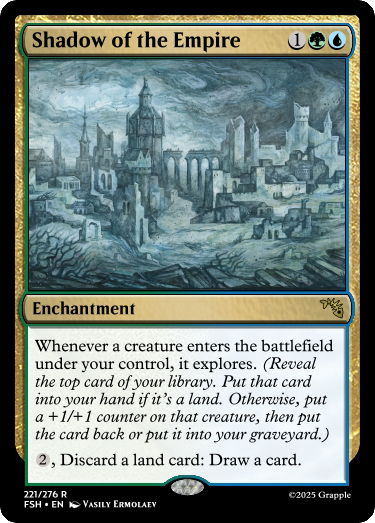 Shadow of the Empire 1
Enchantment
Whenever a creature enters the battlefield
under your control, it explores. (Reveal
the top card of your library. Put that card
into your hand if it's a land. Otherwise, put
a +1/+1 counter on that creature, then put
the card back or put it into your graveyard.)
2, Discard a land card: Draw a card.
221/276 R
FSH • EN Vasily Ermolaev
©2025 Grapple